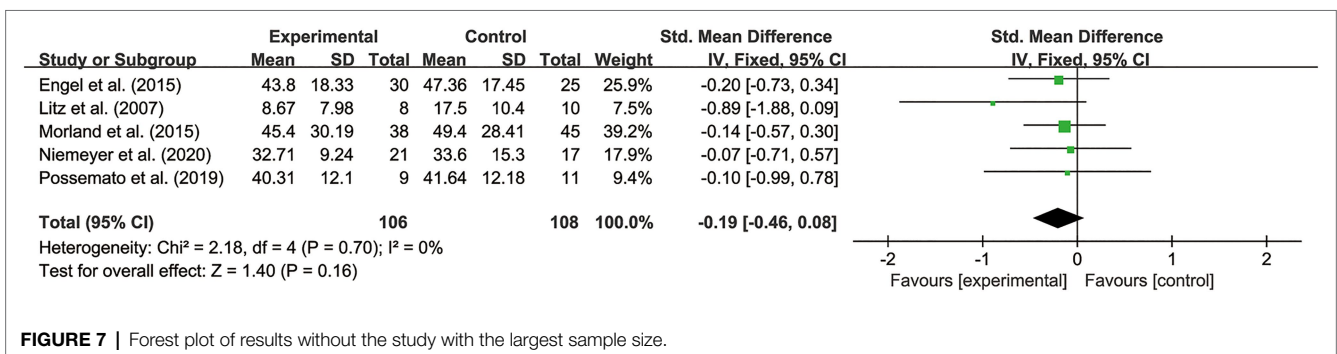 Experimental Control Std. Mean Difference Std. Mean Difference
Study or Subgroup Mean SD Total Mean SD Total Weight IV, Fixed, 95% CI IV, Fixed, 95% CI
Engel et al. (2015) 43.8 18.33 30 47.36 17.45 25 25.9% -0.20 [-0.73, 0.34]
Litz et al. (2007) 8.67 7.98 8 17.5 10.4 10 7.5% -0.89 [-1.88, 0.09]
Morland et al. (2015) 45.4 30.19 38 49.4 28.41 45 39.2% -0.14 [-0.57, 0.30]
Niemeyer et al. (2020) 32.71 9.24 21 33.6 15.3 17 17.9% -0.07 [-0.71, 0.57]
Possemato et al. (2019) 40.31 12.1 9 41.64 12.18 11 9.4% -0.10 [-0.99, 0.78]
Total (95% CI) 106 108 100.0% -0.19 [-0.46, 0.08]
Heterogeneity: Chi² = 2.18, df = 4 (P = 0.70); I² = 0%
Test for overall effect: Z = 1.40 (P = 0.16)
-2 -1 0 1 2
Favours [experimental] Favours [control]
FIGURE 7 | Forest plot of results without the study with the largest sample size.